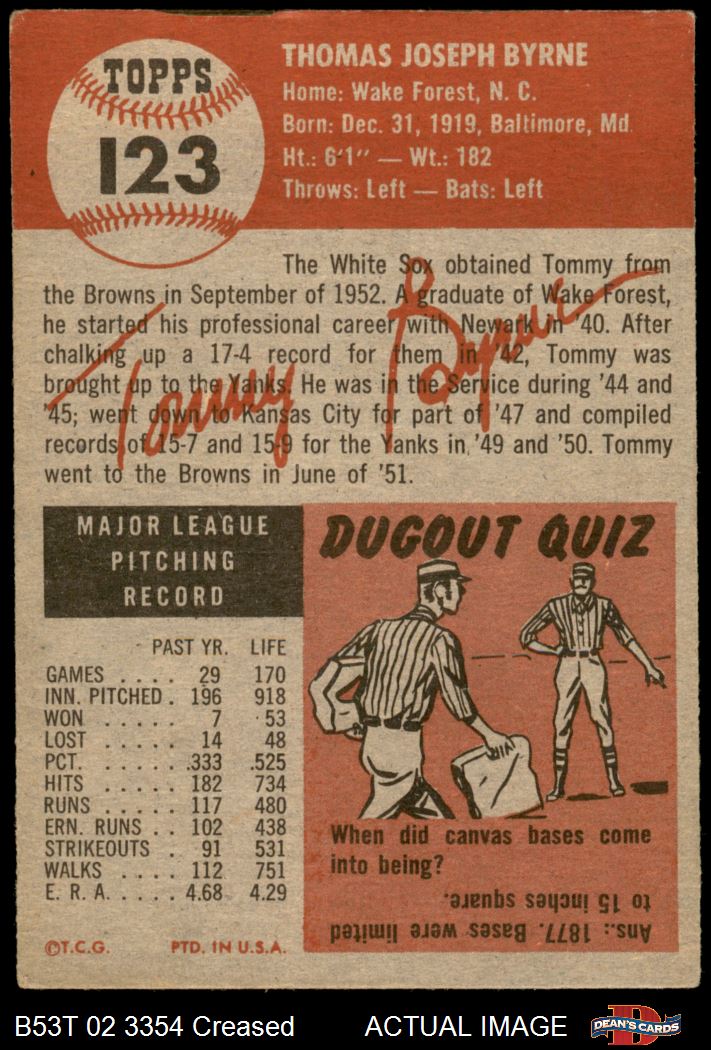 TOPPS
123
THOMAS JOSEPH BYRNE
Home: Wake Forest, N. C.
Born: Dec. 31, 1919, Baltimore, Md
Ht.: 6'1" — Wt.: 182
Throws: Left — Bats: Left
The White Sox obtained Tommy from
the Browns in September of 1952. A graduate of Wake Forest,
he started his professional career with Newark in '40. After
chalking up a 17-4 record for them in '42, Tommy was
brought up to the Yanks. He was in the Service during '44 and
'45; went down to Kansas City for part of '47 and compiled
records of 15-7 and 15-9 for the Yanks in '49 and '50. Tommy
went to the Browns in June of '51.
Tommy Byrne
MAJOR LEAGUE
PITCHING
RECORD
PAST YR. LIFE
GAMES .... 29 170
INN. PITCHED . 196 918
WON ..... 7 53
LOST ..... 14 48
PCT. ...... .333 .525
HITS ..... 182 734
RUNS ..... 117 480
ERN. RUNS .. 102 438
STRIKEOUTS . 91 531
WALKS .... 112 751
E. R. A. ..... 4.68 4.29
©T.C.G. PTD. IN U.S.A.
DUGOUT QUIZ
When did canvas bases come
into being?
Ans.: 1877. Bases were limited
to 15 inches square.
B53T 02 3354 Creased ACTUAL IMAGE
DEAN'S CARDS